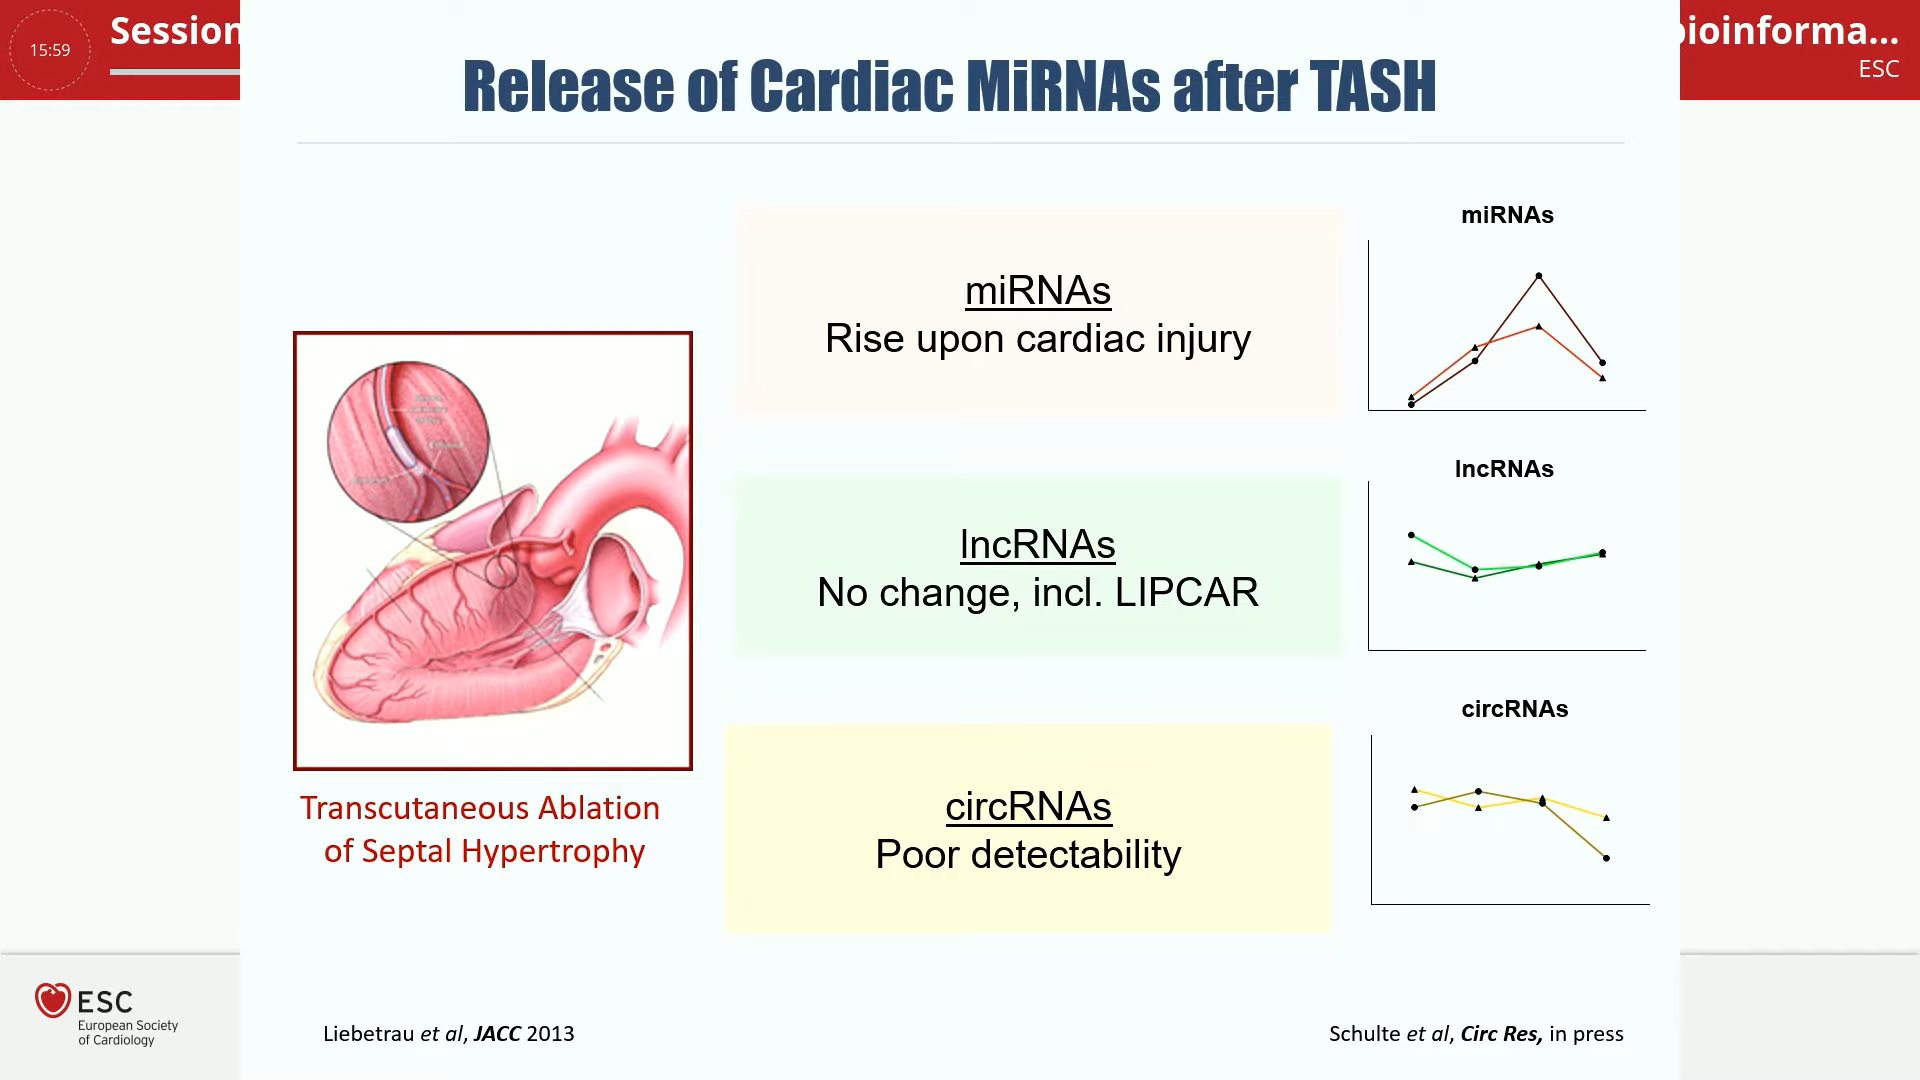 15:59
Session
bioinforma...
ESC
Release of Cardiac MiRNAs after TASH
miRNAs
Rise upon cardiac injury
miRNAs
lncRNAs
No change, incl. LIPCAR
lncRNAs
Transcutaneous Ablation
of Septal Hypertrophy
circRNAs
Poor detectability
circRNAs
ESC
European Society
of Cardiology
Liebetrau et al, JACC 2013
Schulte et al, Circ Res, in press